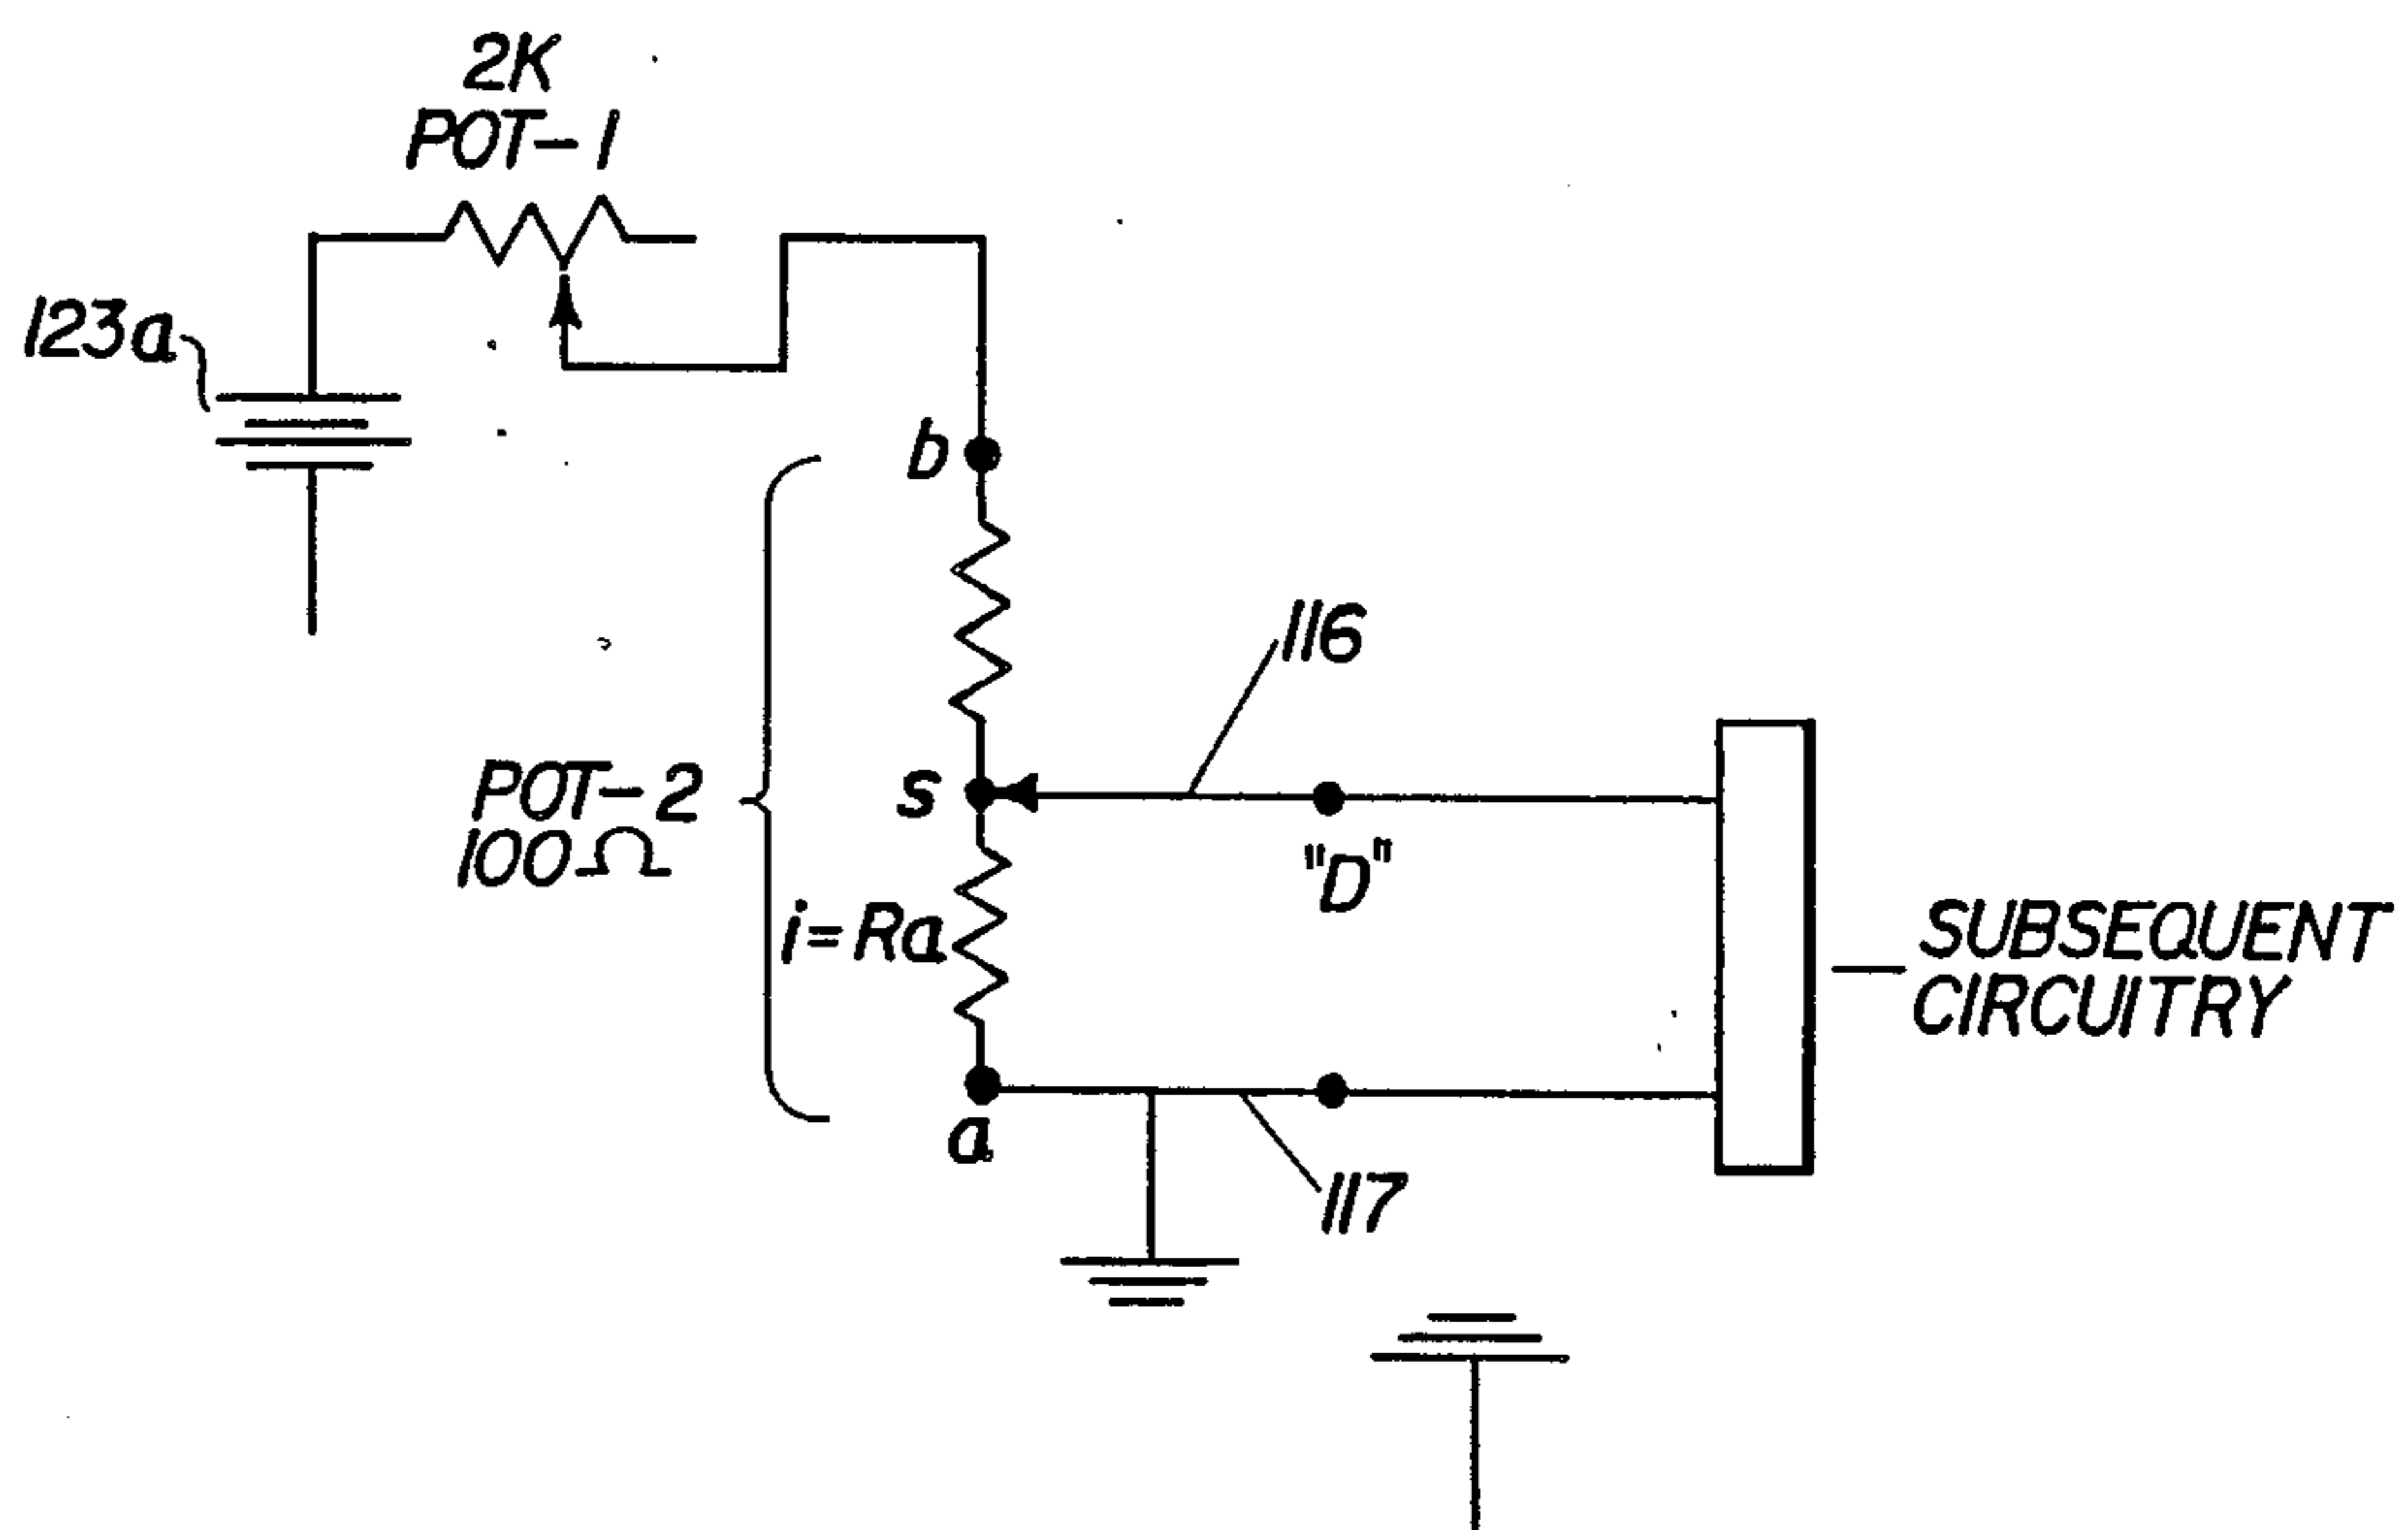 2K
POT-1
123a
b
116
POT-2
100Ω
s
"D"
i=Ra
SUBSEQUENT
CIRCUITRY
a
117